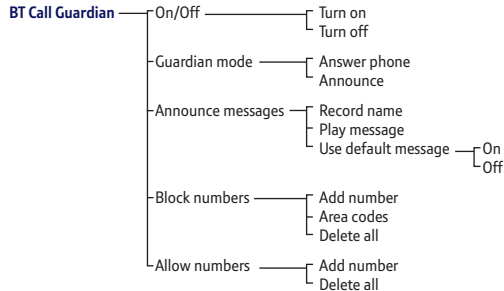 BT Call Guardian On/Off Turn on
Turn off
Guardian mode Answer phone
Announce
Announce messages Record name
Play message
Use default message On
Off
Block numbers Add number
Area codes
Delete all
Allow numbers Add number
Delete all